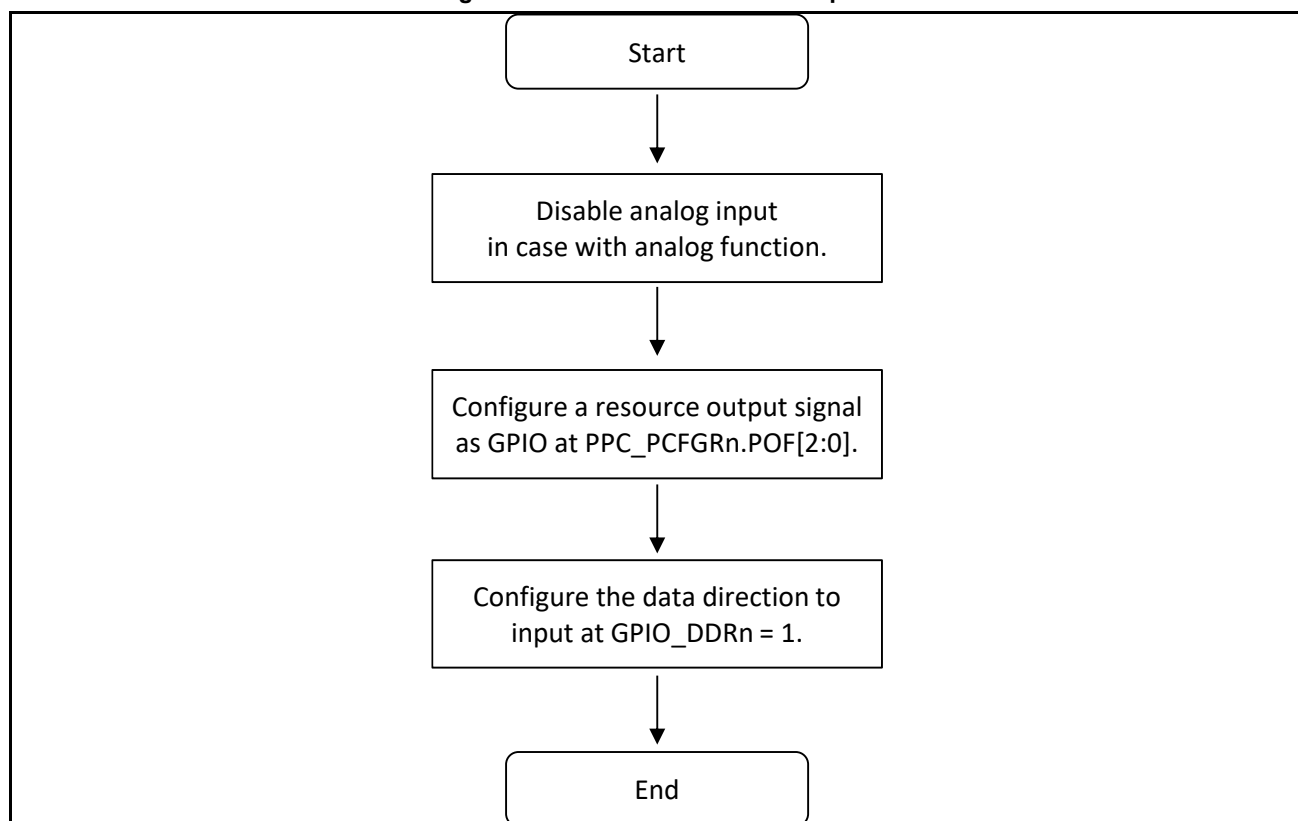 Start
Disable analog input
in case with analog function.
Configure a resource output signal
as GPIO at PPC_PCFGRn.POF[2:0].
Configure the data direction to
input at GPIO_DDRn = 1.
End